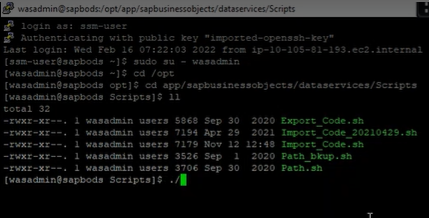 wasadmin@sapbods:/opt/app/sapbusinessobjects/dataservices/Scripts
login as: ssm-user
Authenticating with public key "imported-openssh-key"
Last login: Wed Feb 16 07:22:03 2022 from ip-10-105-81-193.ec2.internal
[ssm-user@sapbods ~]$ sudo su - wasadmin
[wasadmin@sapbods ~]$ cd /opt
[wasadmin@sapbods opt]$ cd app/sapbusinessobjects/dataservices/Scripts
[wasadmin@sapbods Scripts]$ ll
total 32
-rwxr-xr--. 1 wasadmin users 5868 Sep 30  2020 Export_Code.sh
-rwxr-xr--. 1 wasadmin users 7194 Apr 29  2021 Import_Code_20210429.sh
-rwxr-xr--. 1 wasadmin users 7179 Nov 12 12:48 Import_Code.sh
-rwxr-xr--. 1 wasadmin users 3526 Sep  1  2020 Path_bkup.sh
-rwxr-xr--. 1 wasadmin users 3706 Sep 30  2020 Path.sh
[wasadmin@sapbods Scripts]$ ./